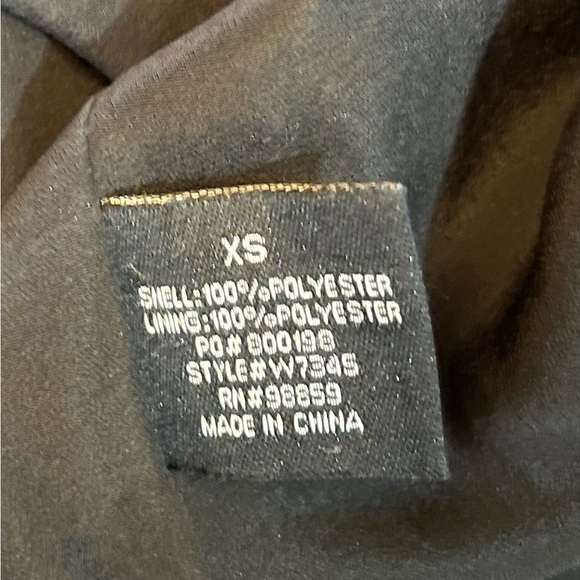 XS
SHELL:100%POLYESTER
LINING:100%POLYESTER
PO# 800198
STYLE#W7345
RN#98859
MADE IN CHINA